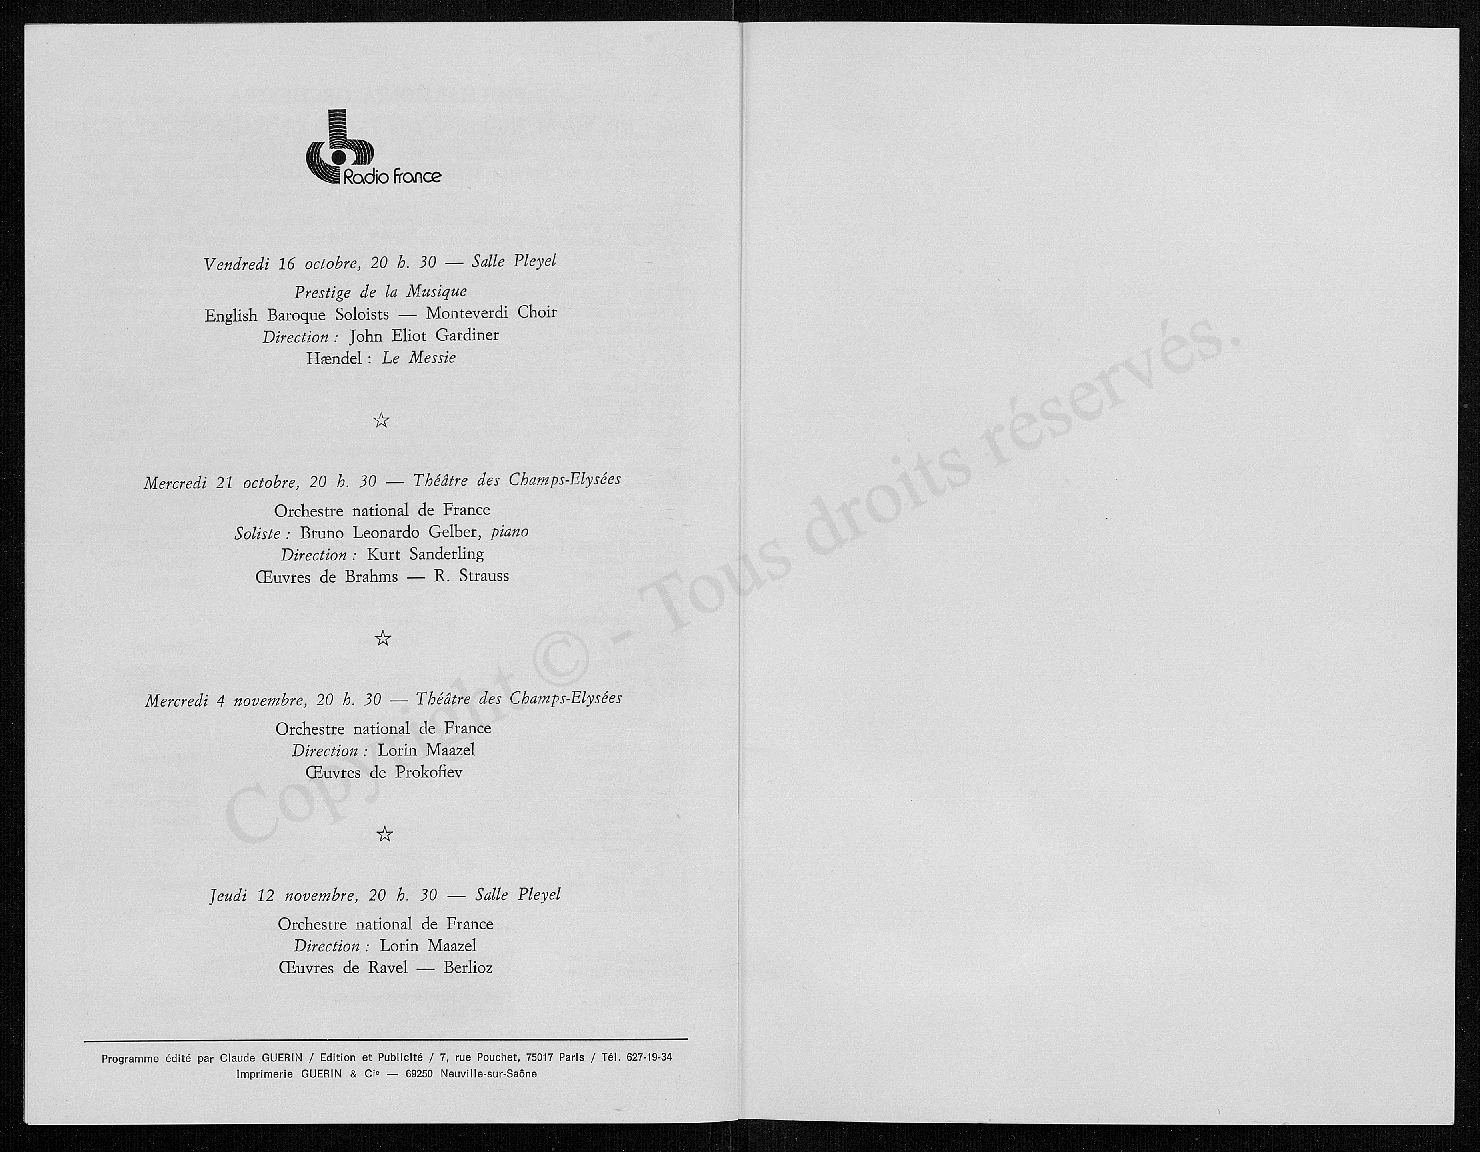 Radio France
Vendredi 16 octobre, 20 h. 30 — Salle Pleyel
Prestige de la Musique
English Baroque Soloists — Monteverdi Choir
Direction : John Eliot Gardiner
Hændel : Le Messie
☆
Mercredi 21 octobre, 20 h. 30 — Théâtre des Champs-Elysées
Orchestre national de France
Soliste : Bruno Leonardo Gelber, piano
Direction : Kurt Sanderling
Œuvres de Brahms — R. Strauss
☆
Mercredi 4 novembre, 20 h. 30 — Théâtre des Champs-Elysées
Orchestre national de France
Direction : Lorin Maazel
Œuvres de Prokofiev
☆
Jeudi 12 novembre, 20 h. 30 — Salle Pleyel
Orchestre national de France
Direction : Lorin Maazel
Œuvres de Ravel — Berlioz
Programme édité par Claude GUERIN / Edition et Publicité / 7, rue Pouchet, 75017 Paris / Tél. 627-19-34
Imprimerie GUERIN & Cie — 69250 Neuville-sur-Saône
Copyright © - Tous droits réservés.